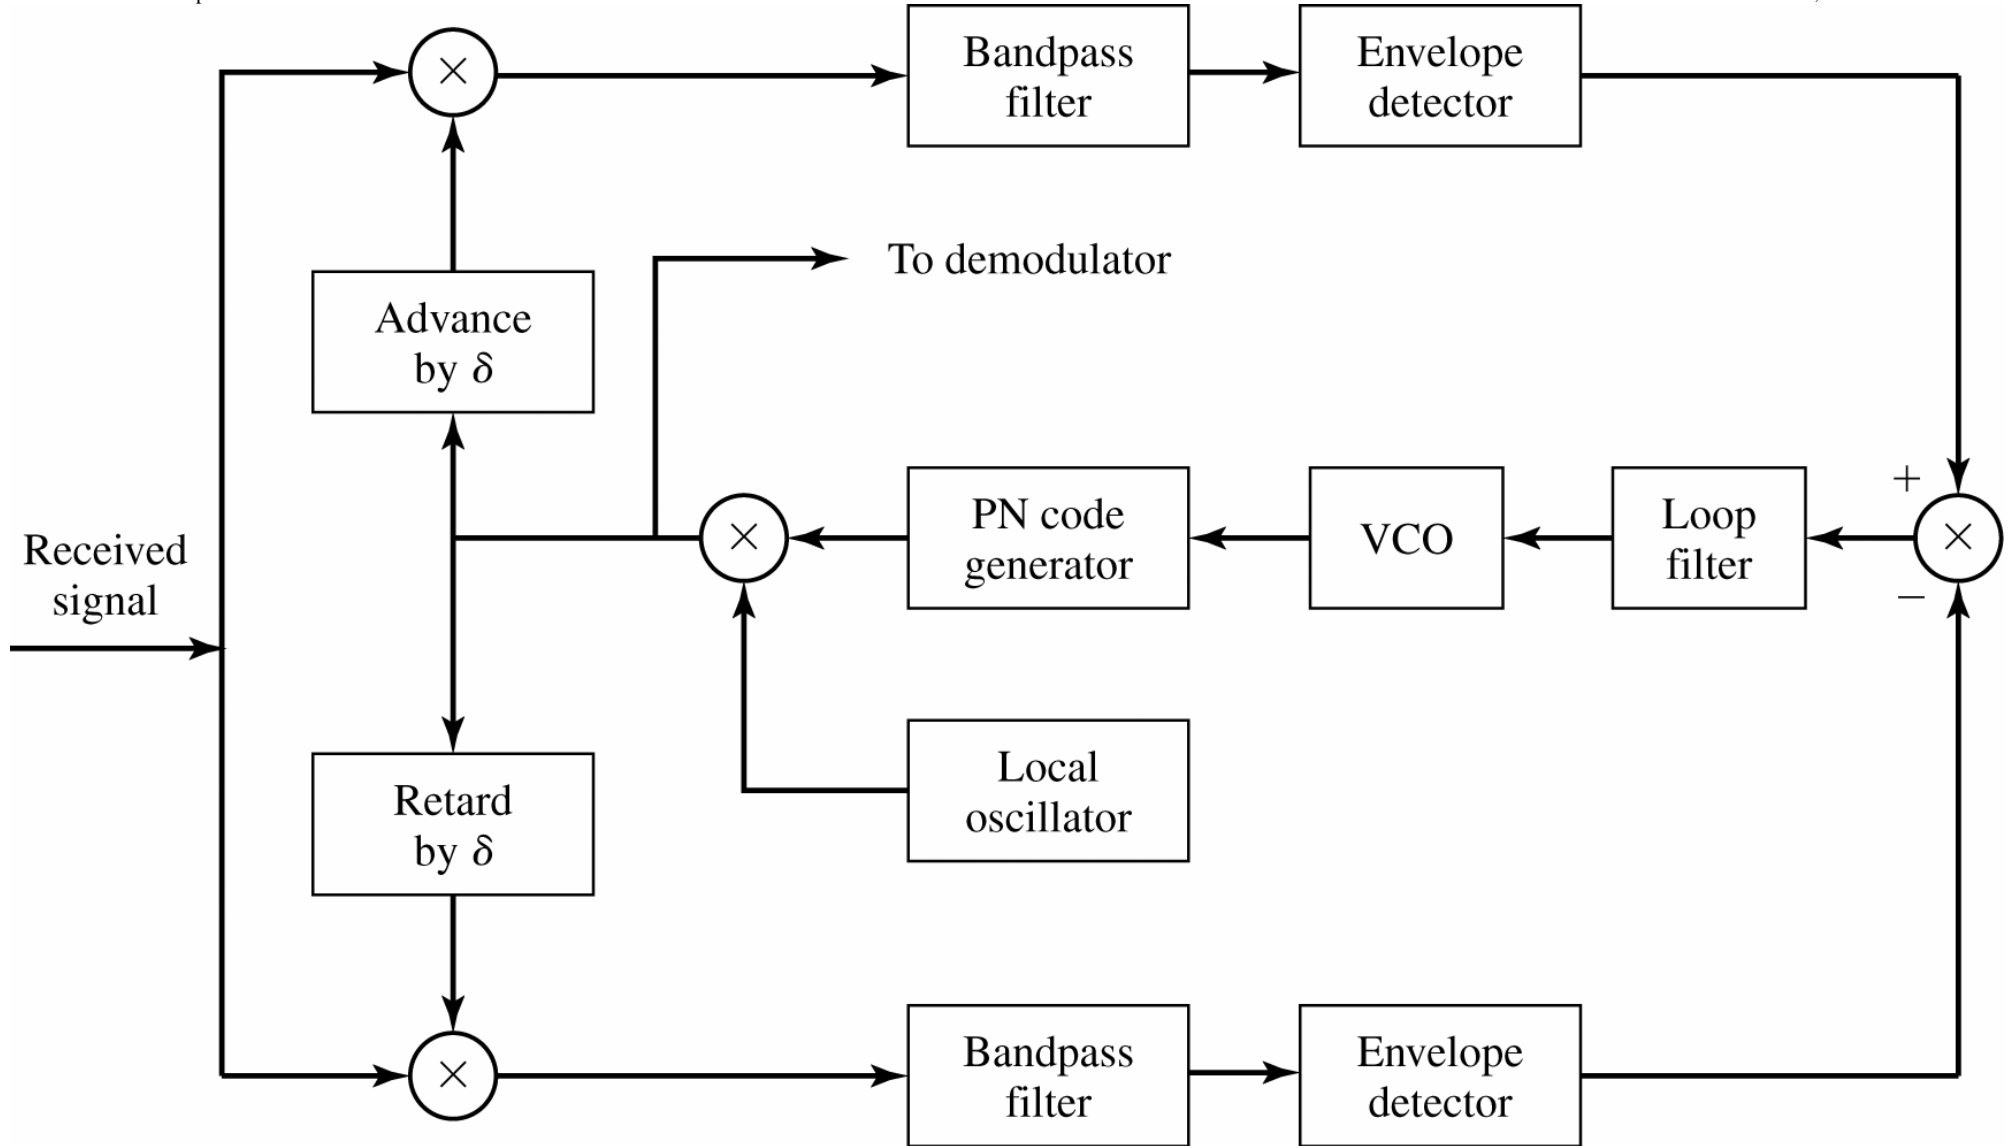 Bandpass
filter
Envelope
detector
×
To demodulator
Advance
by δ
+
PN code
generator
VCO
Loop
filter
×
×
−
Received
signal
Local
oscillator
Retard
by δ
Bandpass
filter
Envelope
detector
×